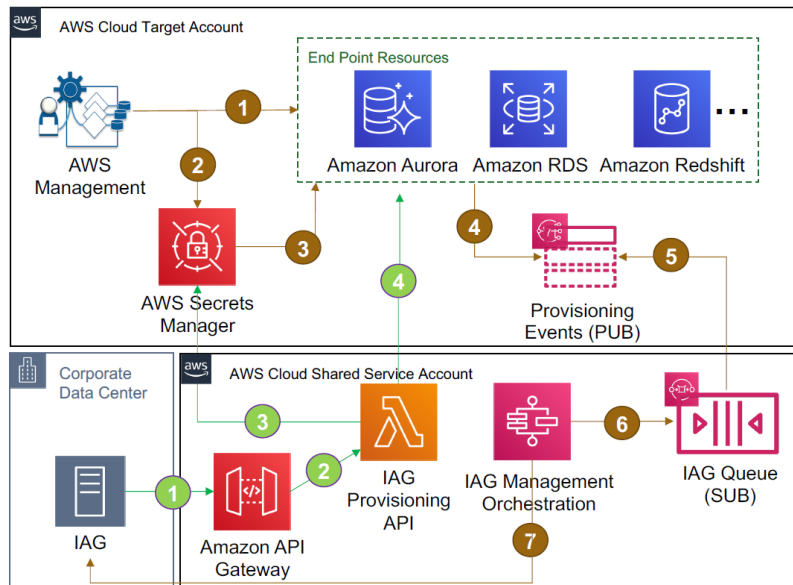 aws
AWS Cloud Target Account
End Point Resources
1
2
AWS
Management
Amazon Aurora
Amazon RDS
Amazon Redshift
...
3
4
4
5
AWS Secrets
Manager
Provisioning
Events (PUB)
Corporate
Data Center
aws
AWS Cloud Shared Service Account
3
6
1
2
IAG
Amazon API
Gateway
IAG
Provisioning
API
IAG Management
Orchestration
IAG Queue
(SUB)
7